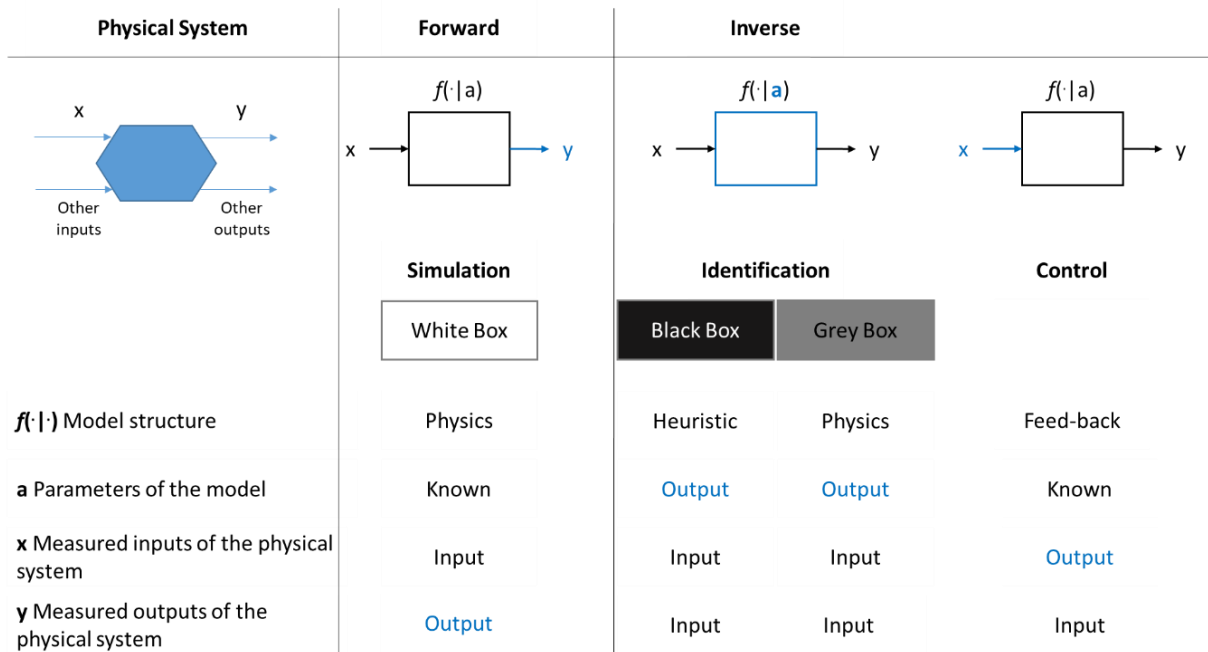 Physical System
Forward
Inverse
x
y
Other
inputs
Other
outputs
f(·|a)
x
y
f(·|a)
x
y
f(·|a)
x
y
Simulation
Identification
Control
White Box
Black Box
Grey Box
f(·|·) Model structure
Physics
Heuristic
Physics
Feed-back
a Parameters of the model
Known
Output
Output
Known
x Measured inputs of the physical
system
Input
Input
Input
Output
y Measured outputs of the
physical system
Output
Input
Input
Input